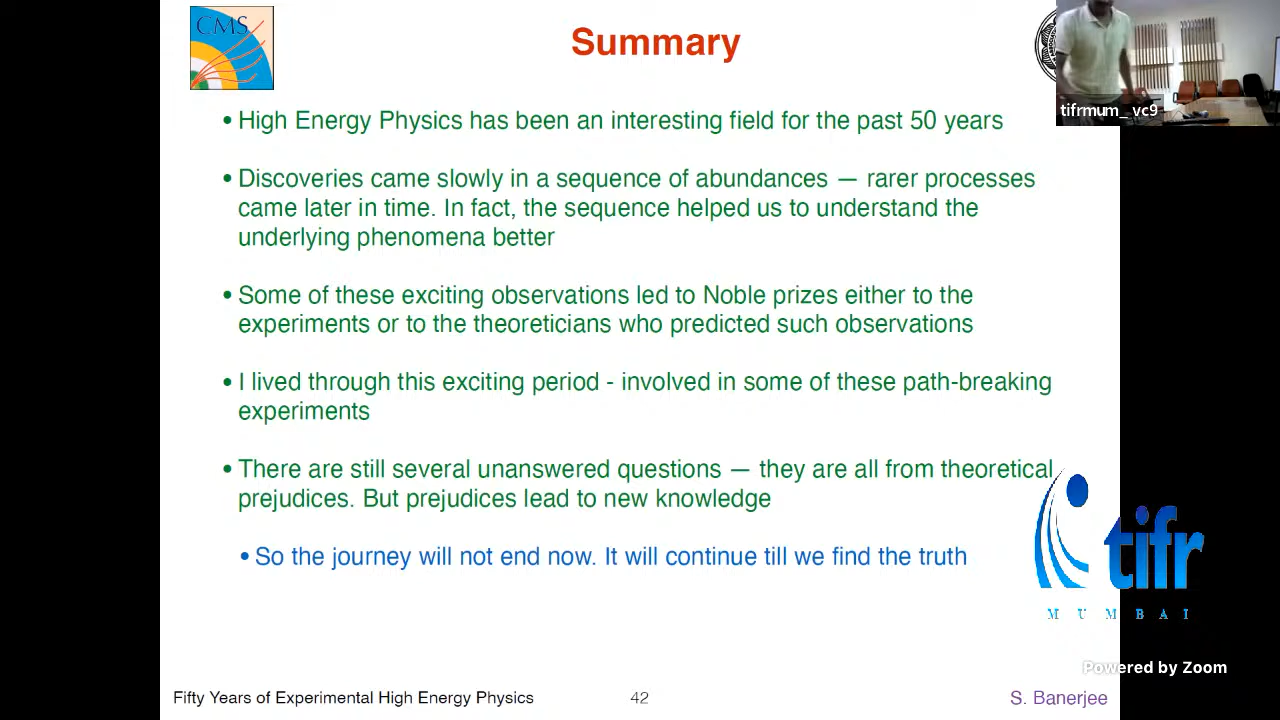 CMS
Summary
tifrmum_ vc9
• High Energy Physics has been an interesting field for the past 50 years
• Discoveries came slowly in a sequence of abundances — rarer processes
came later in time. In fact, the sequence helped us to understand the
underlying phenomena better
• Some of these exciting observations led to Noble prizes either to the
experiments or to the theoreticians who predicted such observations
• I lived through this exciting period - involved in some of these path-breaking
experiments
• There are still several unanswered questions — they are all from theoretical
prejudices. But prejudices lead to new knowledge
• So the journey will not end now. It will continue till we find the truth
tifr
MUMBAI
Powered by Zoom
Fifty Years of Experimental High Energy Physics
42
S. Banerjee